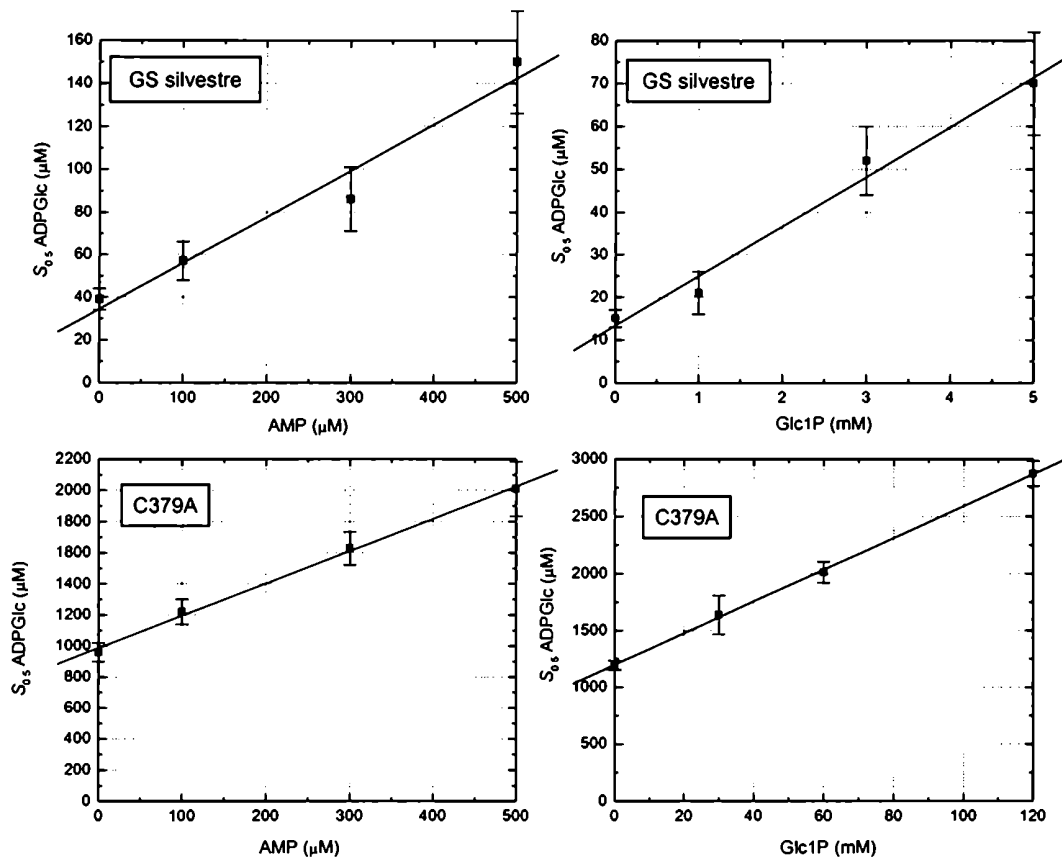 160
140
120
100
80
60
40
20
0
GS silvestre
S0.5 ADPGlc (µM)
0 100 200 300 400 500
AMP (µM)
80
70
60
50
40
30
20
10
0
GS silvestre
S0.5 ADPGlc (µM)
0 1 2 3 4 5
Glc1P (mM)
2200
2000
1800
1600
1400
1200
1000
800
600
400
200
0
C379A
S0.5 ADPGlc (µM)
0 100 200 300 400 500
AMP (µM)
3000
2500
2000
1500
1000
500
0
C379A
S0.5 ADPGlc (µM)
0 20 40 60 80 100 120
Glc1P (mM)